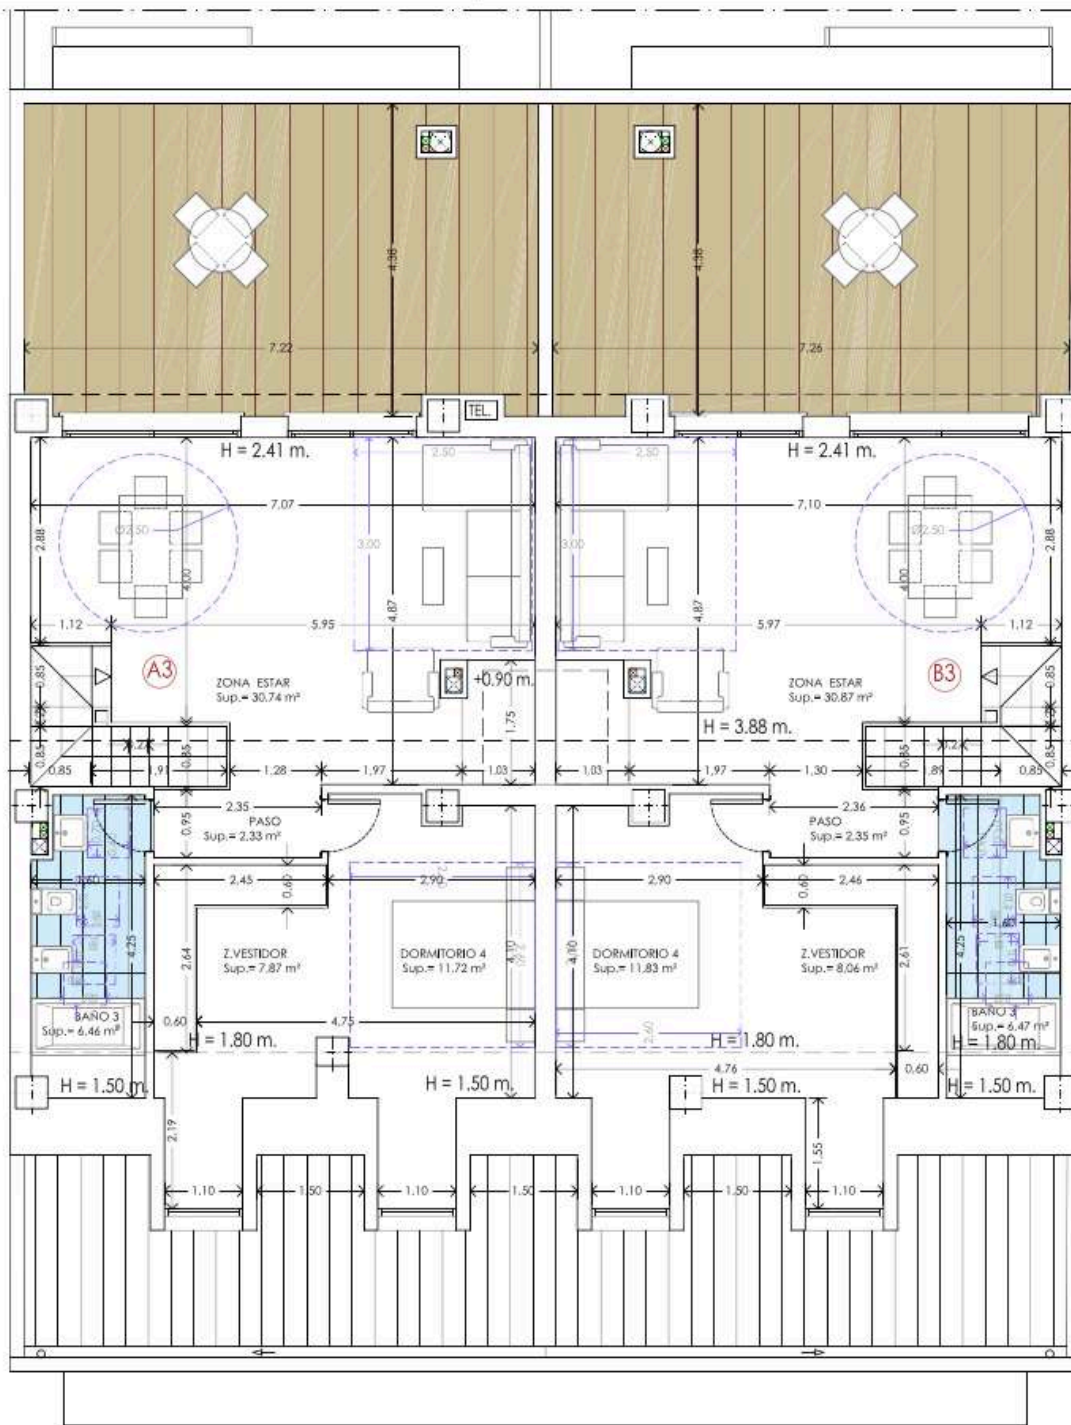 4.38
4.38
7.22
7.26
TEL.
H = 2.41 m.
H = 2.41 m.
2.50
2.50
7.07
7.10
Ø2.50
Ø2.50
2.88
3.00
3.00
2.88
4.00
4.00
1.12
5.95
4.87
4.87
5.97
1.12
A3
B3
ZONA ESTAR
Sup.= 30.74 m²
+0.90 m.
ZONA ESTAR
Sup.= 30.87 m²
0.85
0.85
1.75
H = 3.88 m.
0.85
0.85
0.85
0.85
0.85
1.91
1.28
1.97
1.03
1.03
1.97
1.30
1.89
0.85
2.35
2.36
0.95
PASO
Sup.= 2.33 m²
PASO
Sup.= 2.35 m²
0.95
1.60
2.45
0.60
2.90
2.90
0.60
2.46
4.25
2.64
Z.VESTIDOR
Sup.= 7.87 m²
DORMITORIO 4
Sup.= 11.72 m²
4.10
4.10
DORMITORIO 4
Sup.= 11.83 m²
Z.VESTIDOR
Sup.= 8.06 m²
2.61
4.25
BAÑO 3
Sup.= 6.46 m²
0.60
4.75
2.60
BAÑO 3
Sup.= 6.47 m²
H = 1.80 m.
H = 1.80 m.
H = 1.80 m.
4.76
0.60
H = 1.50 m.
H = 1.50 m.
H = 1.50 m.
H = 1.50 m.
2.19
1.55
1.10
1.50
1.10
1.50
1.10
1.50
1.10